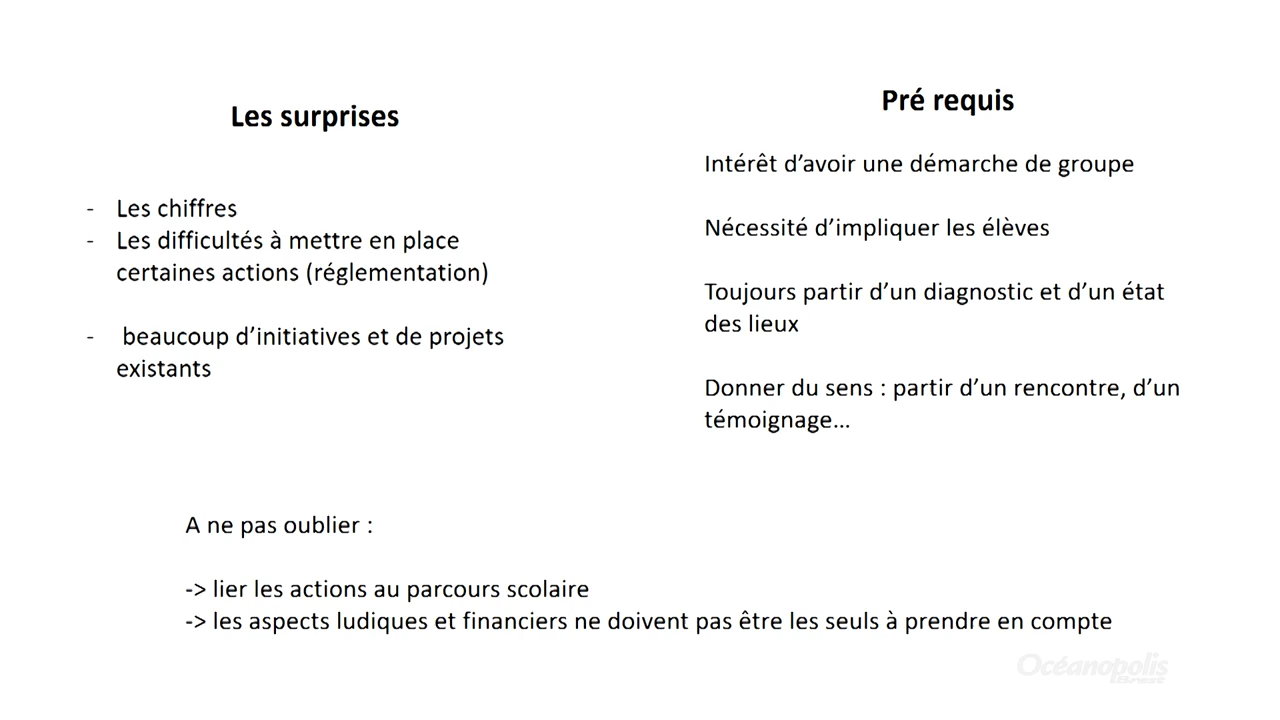 Les surprises
- Les chiffres
- Les difficultés à mettre en place
certaines actions (réglementation)
- beaucoup d’initiatives et de projets
existants
Pré requis
Intérêt d’avoir une démarche de groupe
Nécessité d’impliquer les élèves
Toujours partir d’un diagnostic et d’un état
des lieux
Donner du sens : partir d’un rencontre, d’un
témoignage...
A ne pas oublier :
-> lier les actions au parcours scolaire
-> les aspects ludiques et financiers ne doivent pas être les seuls à prendre en compte
Océanopolis
Brest